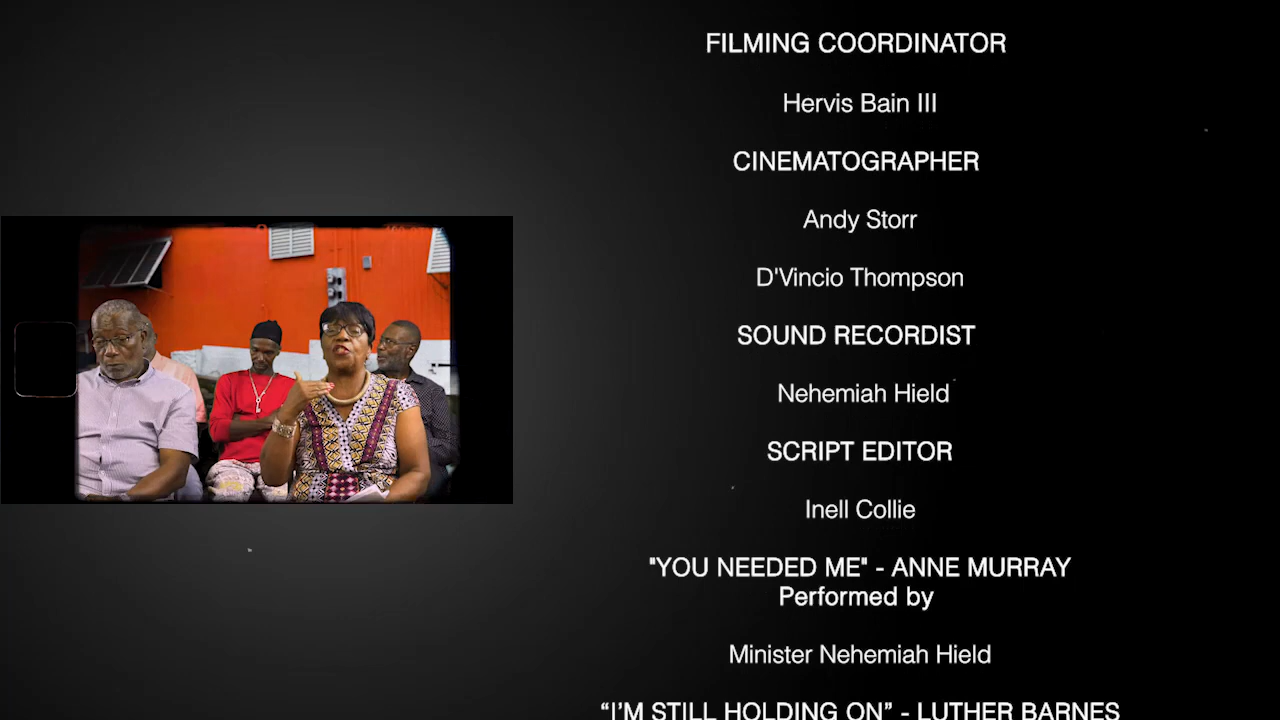 FILMING COORDINATOR
Hervis Bain III
CINEMATOGRAPHER
Andy Storr
D'Vincio Thompson
SOUND RECORDIST
Nehemiah Hield
SCRIPT EDITOR
Inell Collie
"YOU NEEDED ME" - ANNE MURRAY
Performed by
Minister Nehemiah Hield
“I’M STILL HOLDING ON” - LUTHER BARNES